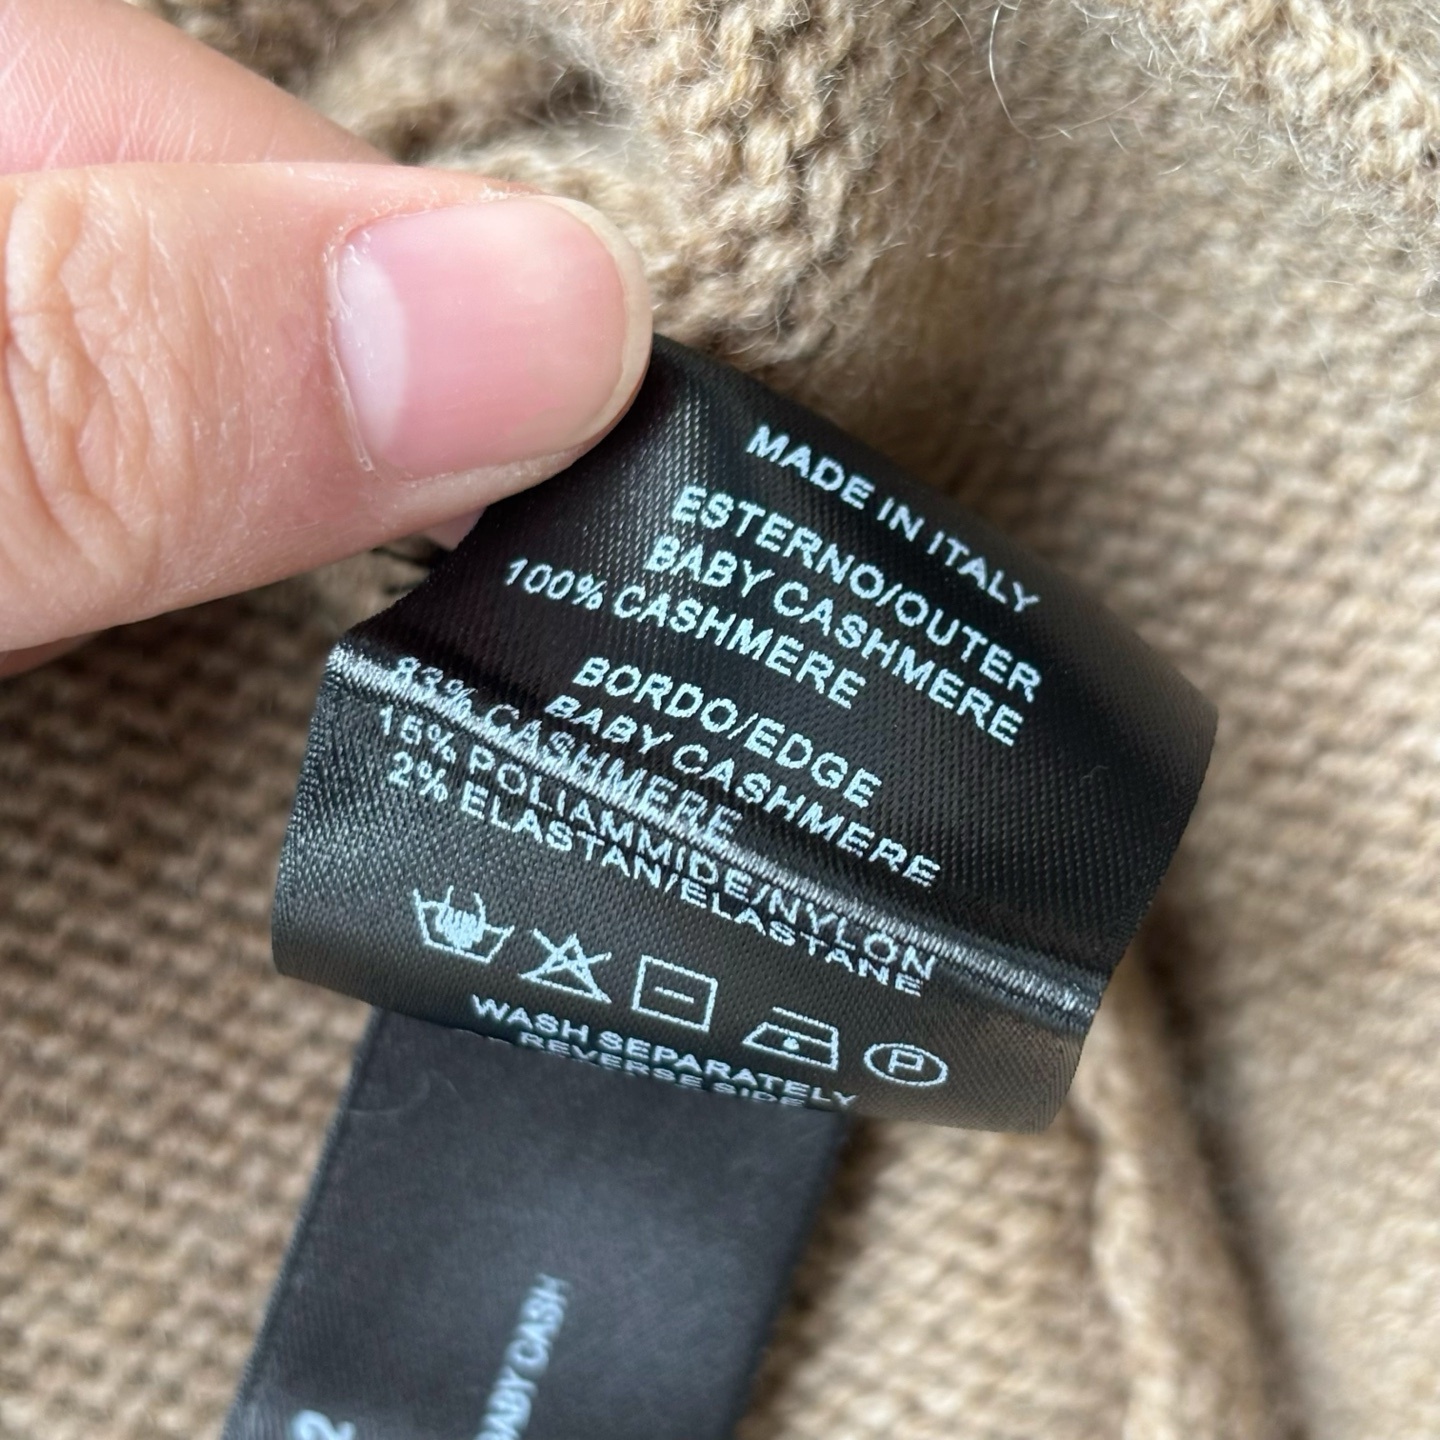 MADE IN ITALY
ESTERNO/OUTER
BABY CASHMERE
100% CASHMERE
BORDO/EDGE
BABY CASHMERE
83% CASHMERE
15% POLIAMMIDE/NYLON
2% ELASTAN/ELASTANE
P
WASH SEPARATELY
REVERSE SIDE
BABY CASH
2